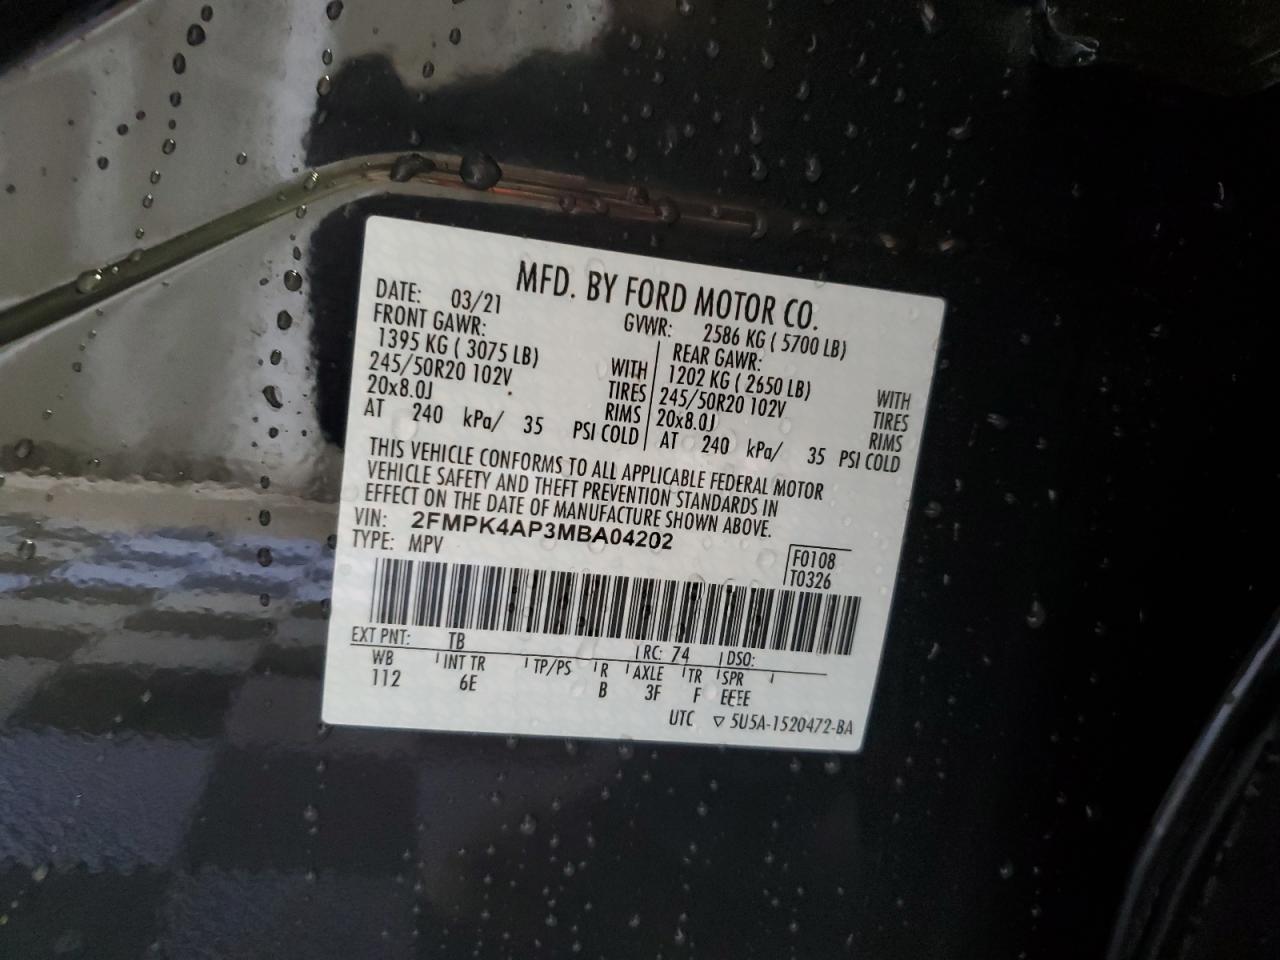 MFD. BY FORD MOTOR CO.
DATE: 03/21 GVWR: 2586 KG ( 5700 LB)
FRONT GAWR: REAR GAWR:
1395 KG ( 3075 LB) WITH 1202 KG ( 2650 LB) WITH
245/50R20 102V TIRES 245/50R20 102V TIRES
20x8.0J RIMS 20x8.0J RIMS
AT 240 kPa/ 35 PSI COLD AT 240 kPa/ 35 PSI COLD
THIS VEHICLE CONFORMS TO ALL APPLICABLE FEDERAL MOTOR
VEHICLE SAFETY AND THEFT PREVENTION STANDARDS IN
EFFECT ON THE DATE OF MANUFACTURE SHOWN ABOVE.
VIN: 2FMPK4AP3MBA04202
TYPE: MPV
F0108
T0326
EXT PNT: TB RC: 74 DSO:
WB INT TR TP/PS R AXLE TR SPR
112 6E B 3F F EEEE
UTC ▽ 5U5A-1520472-BA